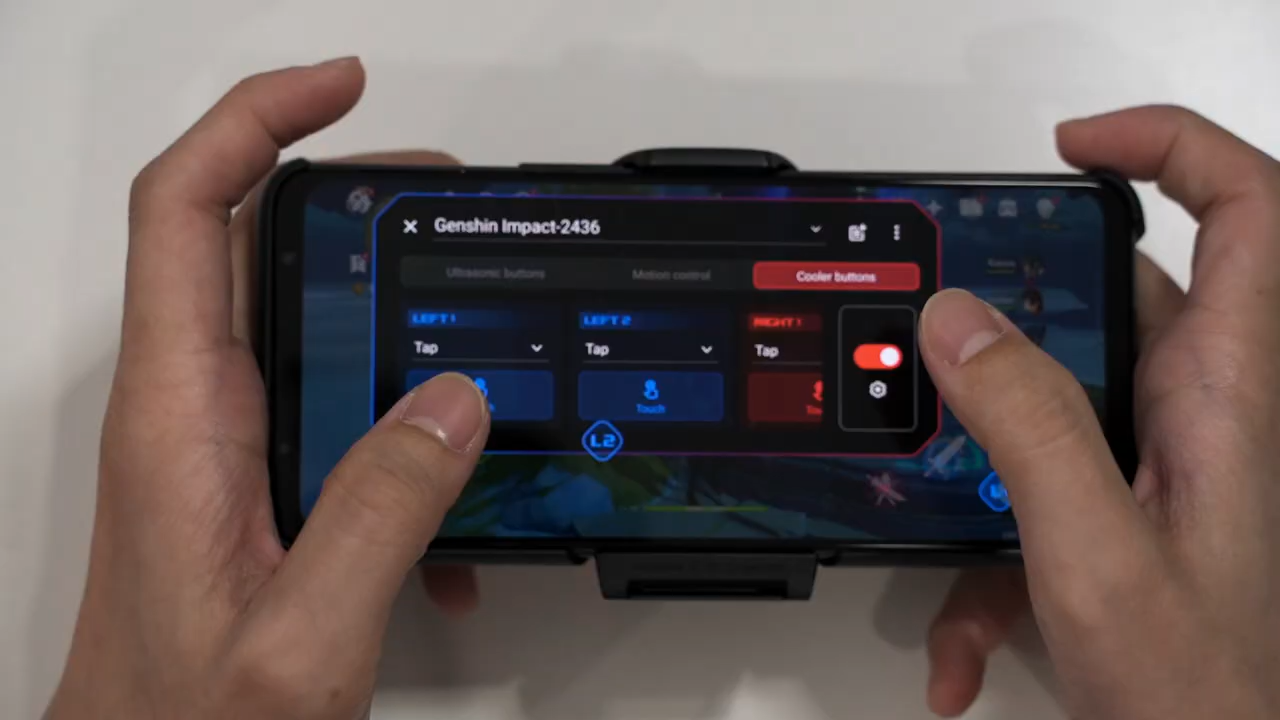 Genshin Impact-2436
Ultrasonic buttons Motion control Cooler buttons
LEFT 1 LEFT 2 RIGHT 1
Tap Tap Tap
Touch
L2